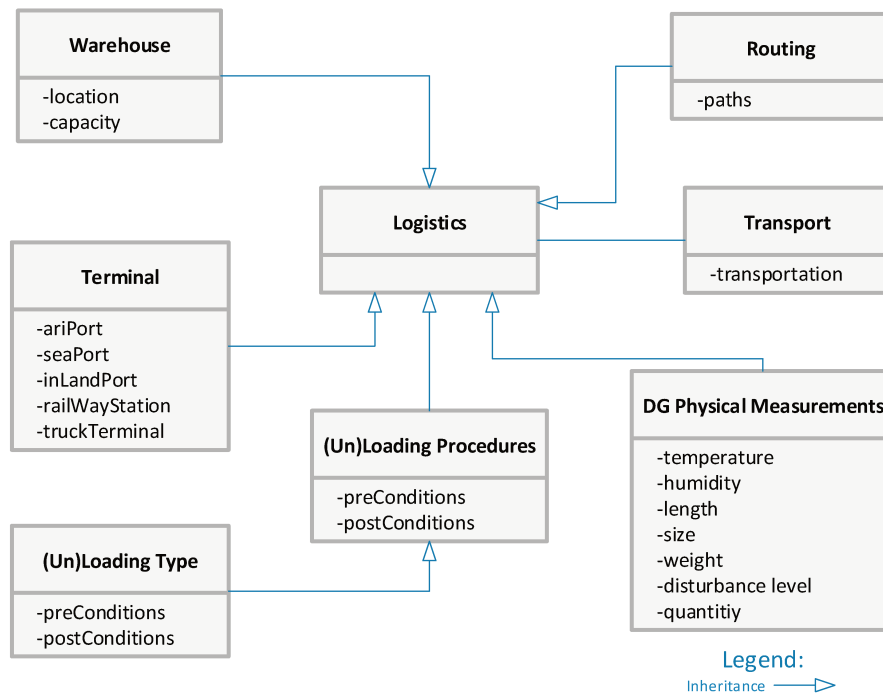 Warehouse
-location
-capacity
Routing
-paths
Logistics
Transport
-transportation
Terminal
-ariPort
-seaPort
-inLandPort
-railWayStation
-truckTerminal
(Un)Loading Procedures
-preConditions
-postConditions
DG Physical Measurements
-temperature
-humidity
-length
-size
-weight
-disturbance level
-quantitiy
(Un)Loading Type
-preConditions
-postConditions
Legend:
Inheritance